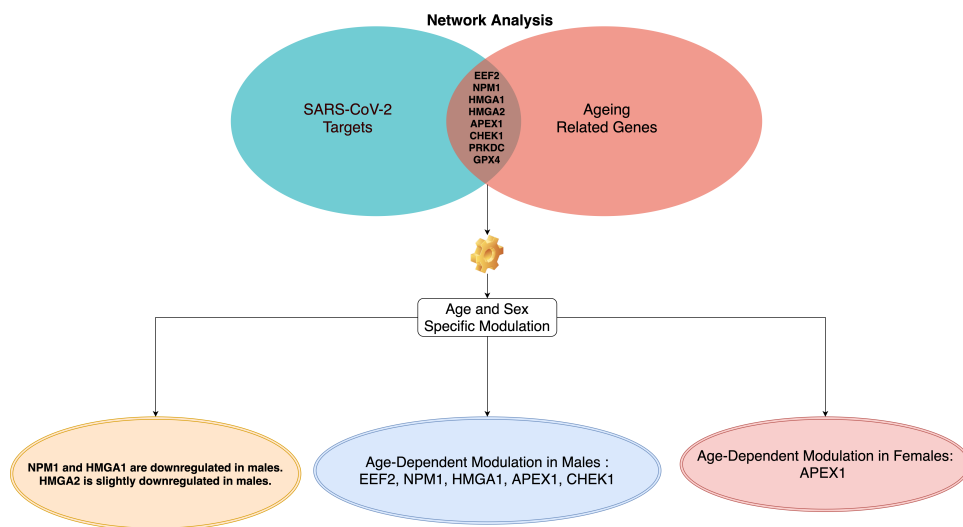 Network Analysis
SARS-CoV-2
Targets
EEF2
NPM1
HMGA1
HMGA2
APEX1
CHEK1
PRKDC
GPX4
Ageing
Related Genes
Age and Sex
Specific Modulation
NPM1 and HMGA1 are downregulated in males.
HMGA2 is slightly downregulated in males.
Age-Dependent Modulation in Males :
EEF2, NPM1, HMGA1, APEX1, CHEK1
Age-Dependent Modulation in Females:
APEX1